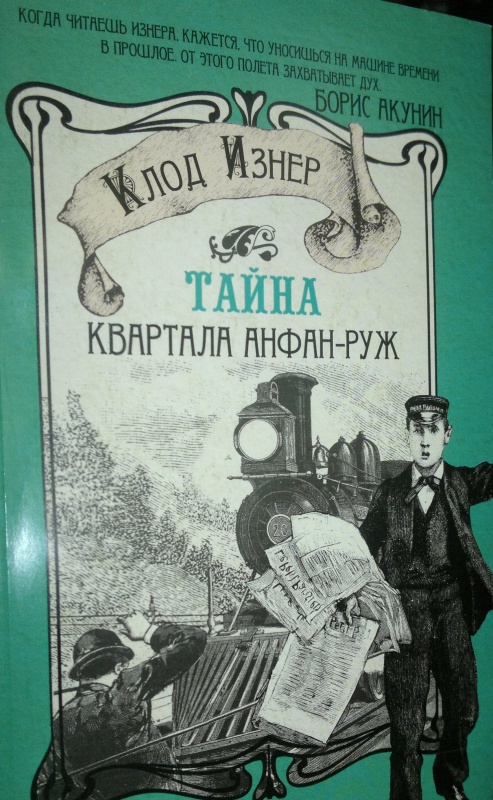 КОГДА ЧИТАЕШЬ ИЗНЕРА, КАЖЕТСЯ, ЧТО УНОСИШЬСЯ НА МАШИНЕ ВРЕМЕНИ
В ПРОШЛОЕ. ОТ ЭТОГО ПОЛЕТА ЗАХВАТЫВАЕТ ДУХ.
БОРИС АКУНИН
КЛОД ИЗНЕР
ТАЙНА
КВАРТАЛА АНФАН-РУЖ
20